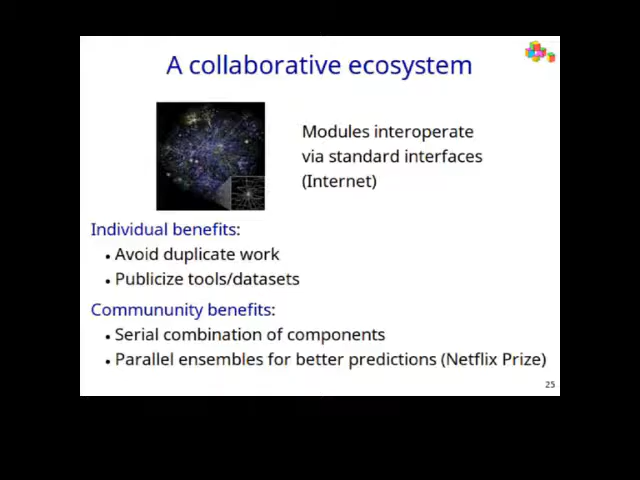 A collaborative ecosystem
Modules interoperate
via standard interfaces
(Internet)
Individual benefits:
• Avoid duplicate work
• Publicize tools/datasets
Commununity benefits:
• Serial combination of components
• Parallel ensembles for better predictions (Netflix Prize)
25